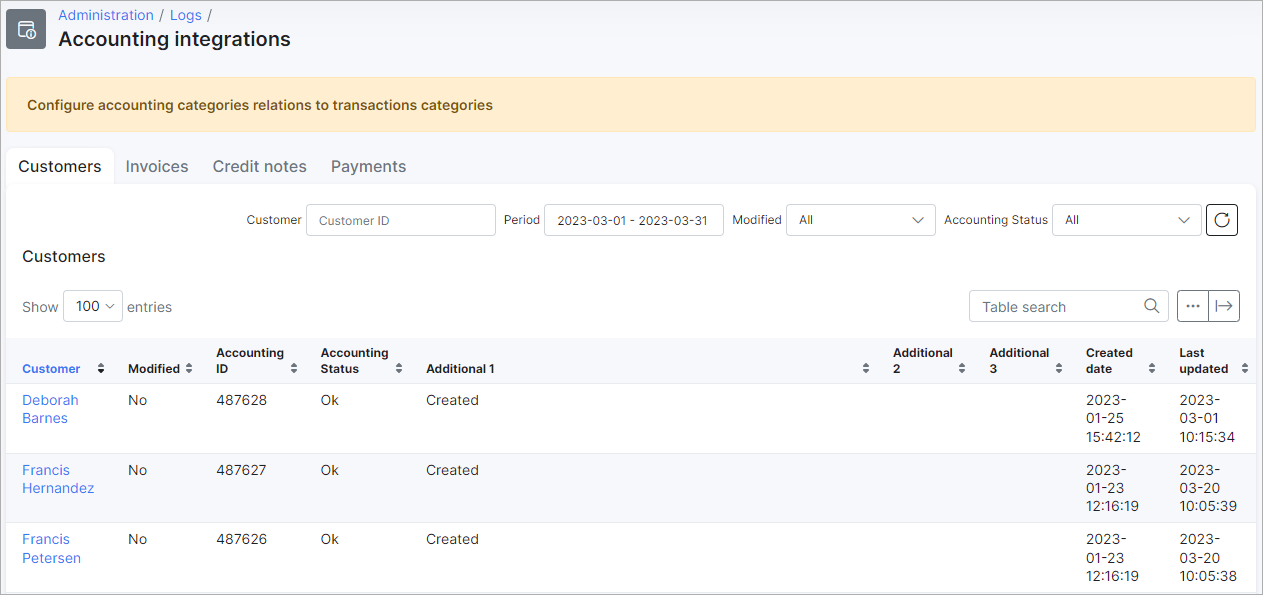 Administration / Logs /
Accounting integrations
Configure accounting categories relations to transactions categories
Customers Invoices Credit notes Payments
Customer Customer ID Period 2023-03-01 - 2023-03-31 Modified All Accounting Status All
Customers
Show 100 entries Table search
Customer Modified Accounting ID Accounting Status Additional 1 Additional 2 Additional 3 Created date Last updated
Deborah Barnes No 487628 Ok Created 2023-01-25 15:42:12 2023-03-01 10:15:34
Francis Hernandez No 487627 Ok Created 2023-01-23 12:16:19 2023-03-20 10:05:39
Francis Petersen No 487626 Ok Created 2023-01-23 12:16:19 2023-03-20 10:05:38